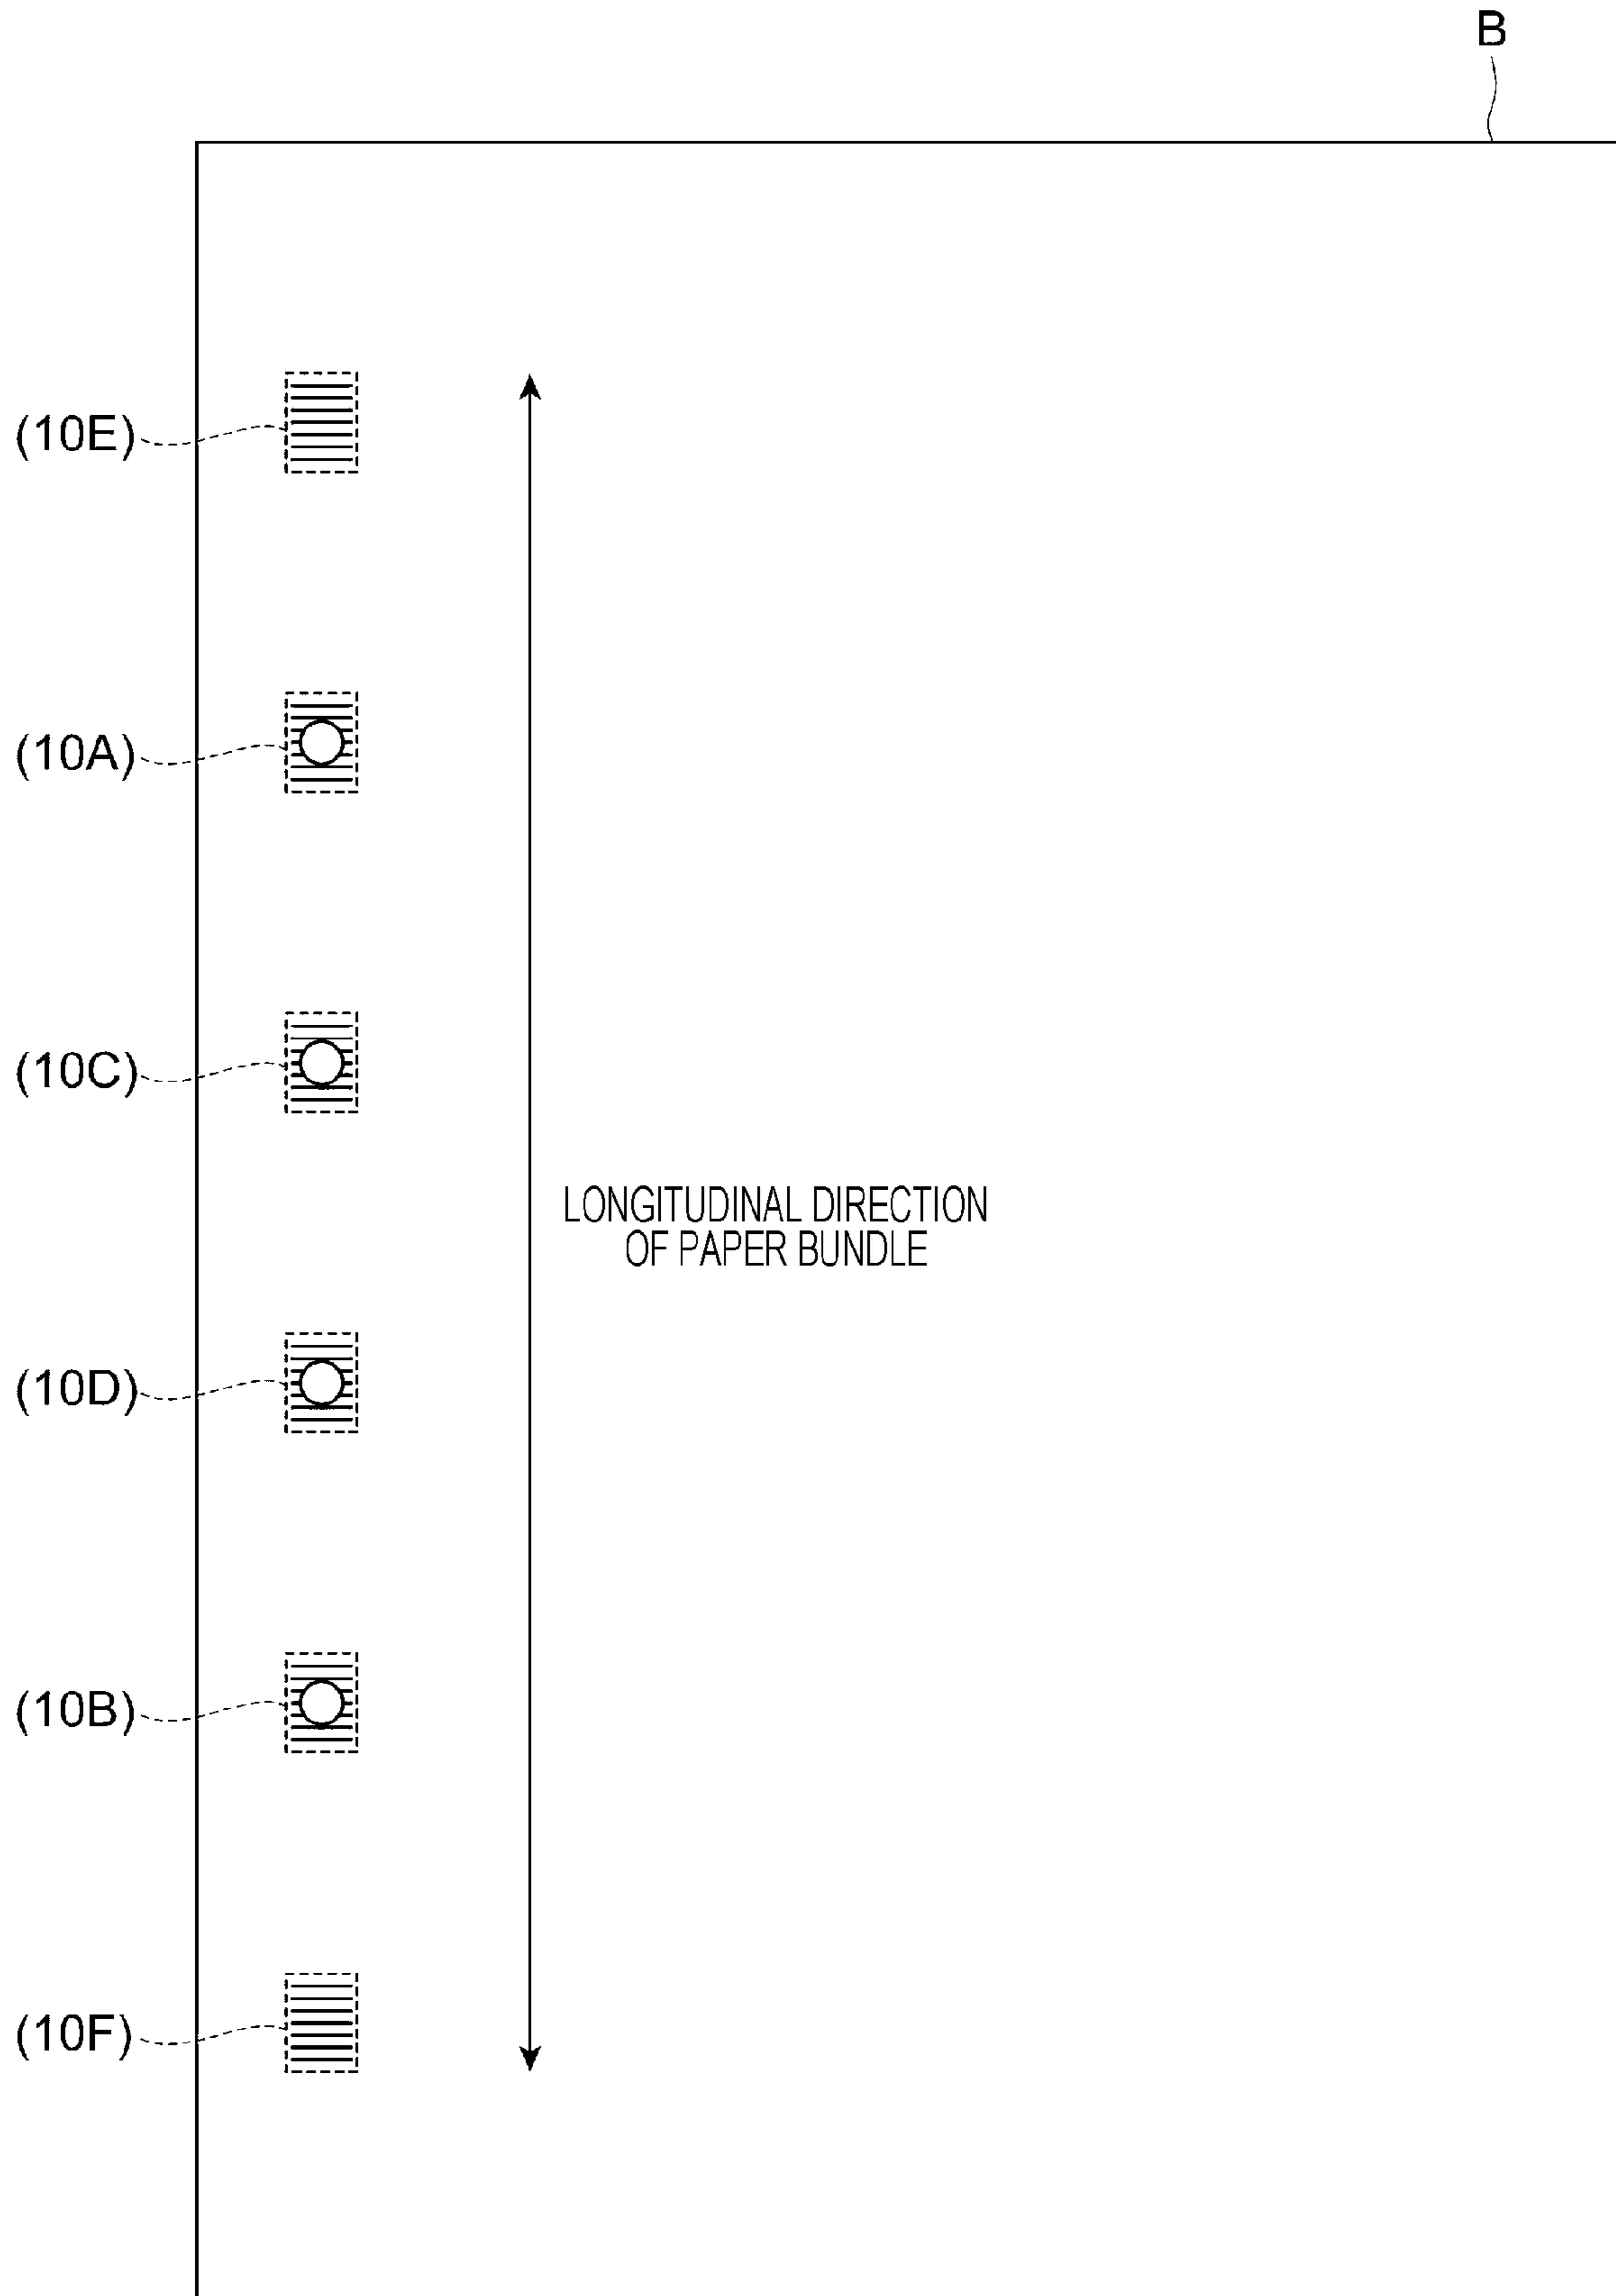 B
(10E)
(10A)
(10C)
LONGITUDINAL DIRECTION
OF PAPER BUNDLE
(10D)
(10B)
(10F)